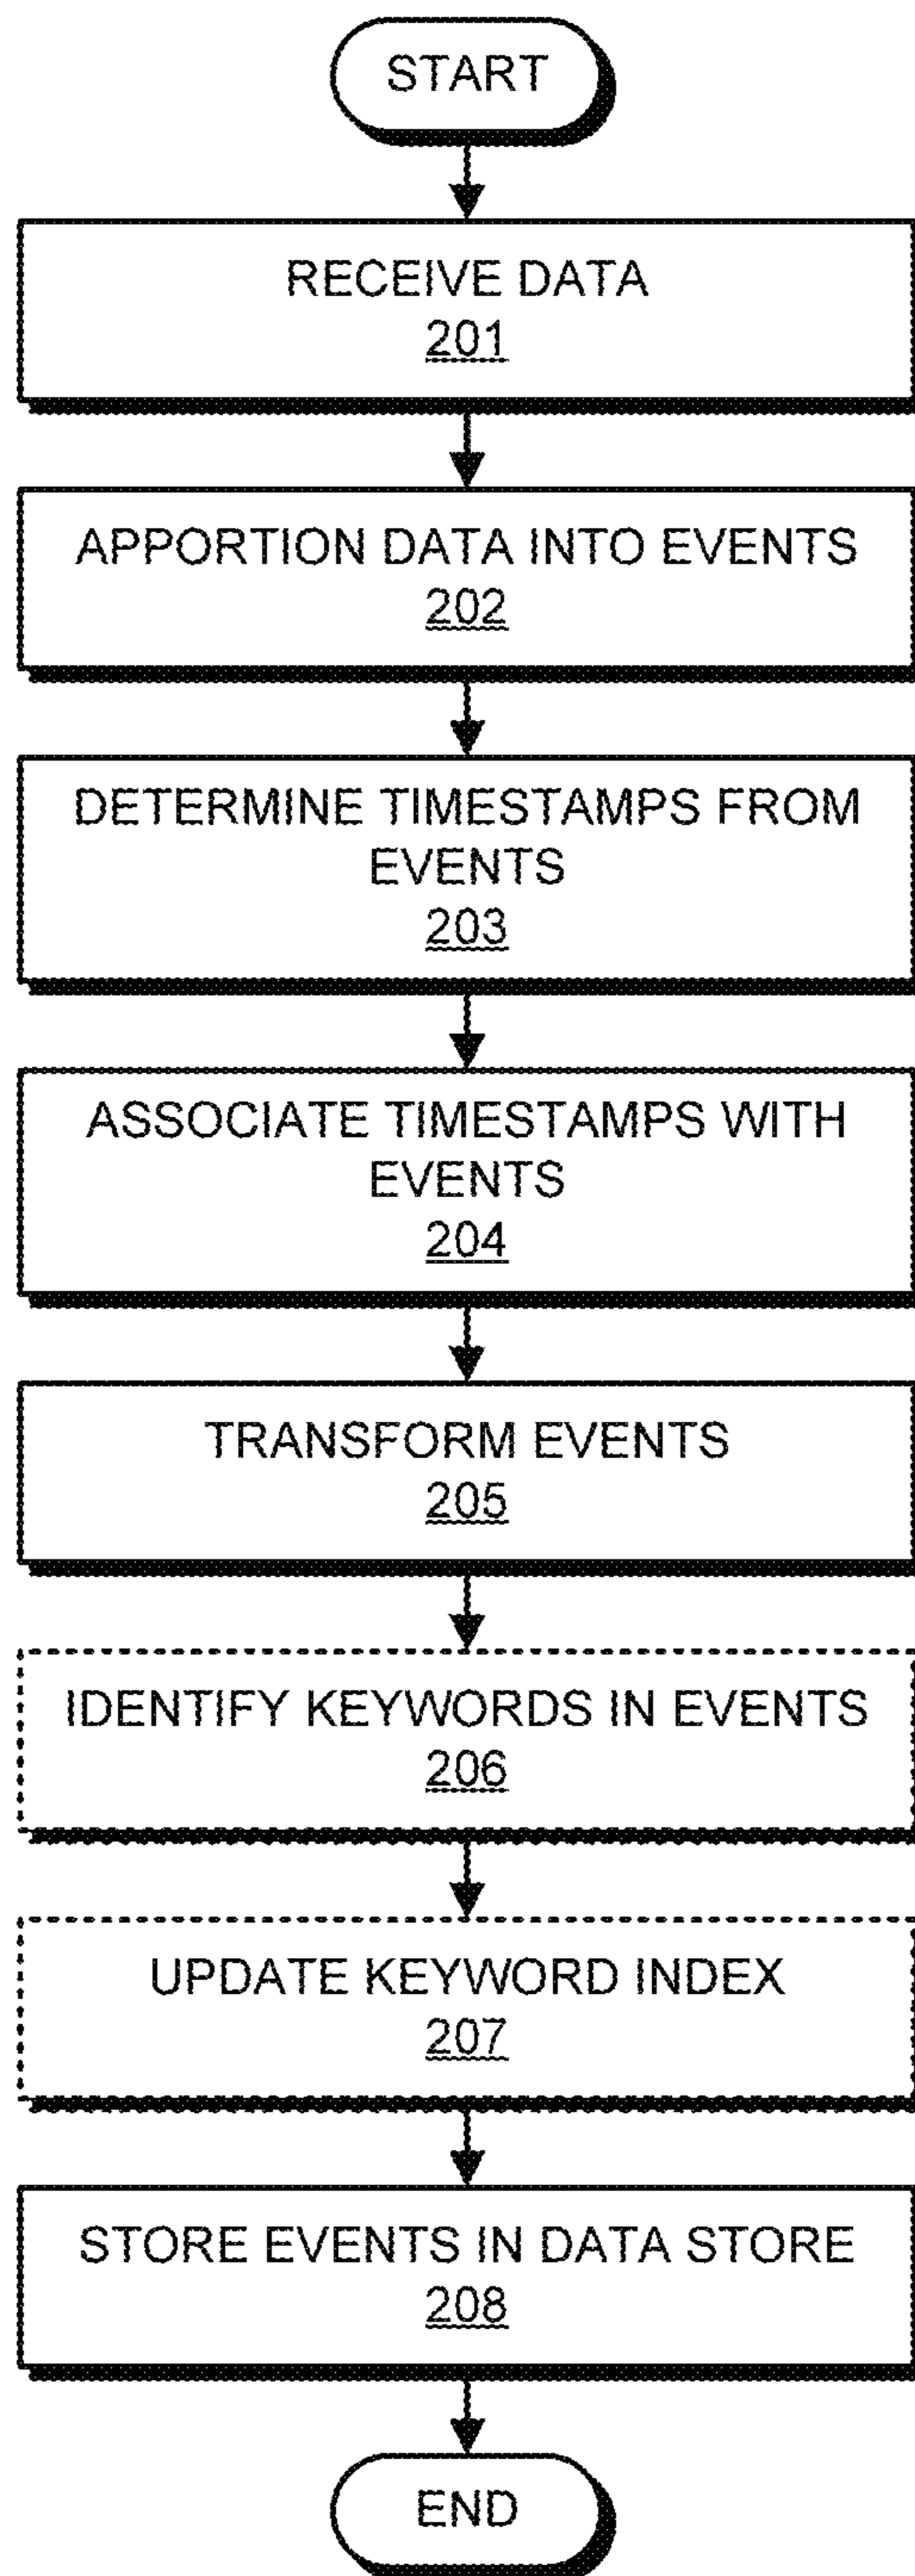 START
RECEIVE DATA
201
APPORTION DATA INTO EVENTS
202
DETERMINE TIMESTAMPS FROM
EVENTS
203
ASSOCIATE TIMESTAMPS WITH
EVENTS
204
TRANSFORM EVENTS
205
IDENTIFY KEYWORDS IN EVENTS
206
UPDATE KEYWORD INDEX
207
STORE EVENTS IN DATA STORE
208
END